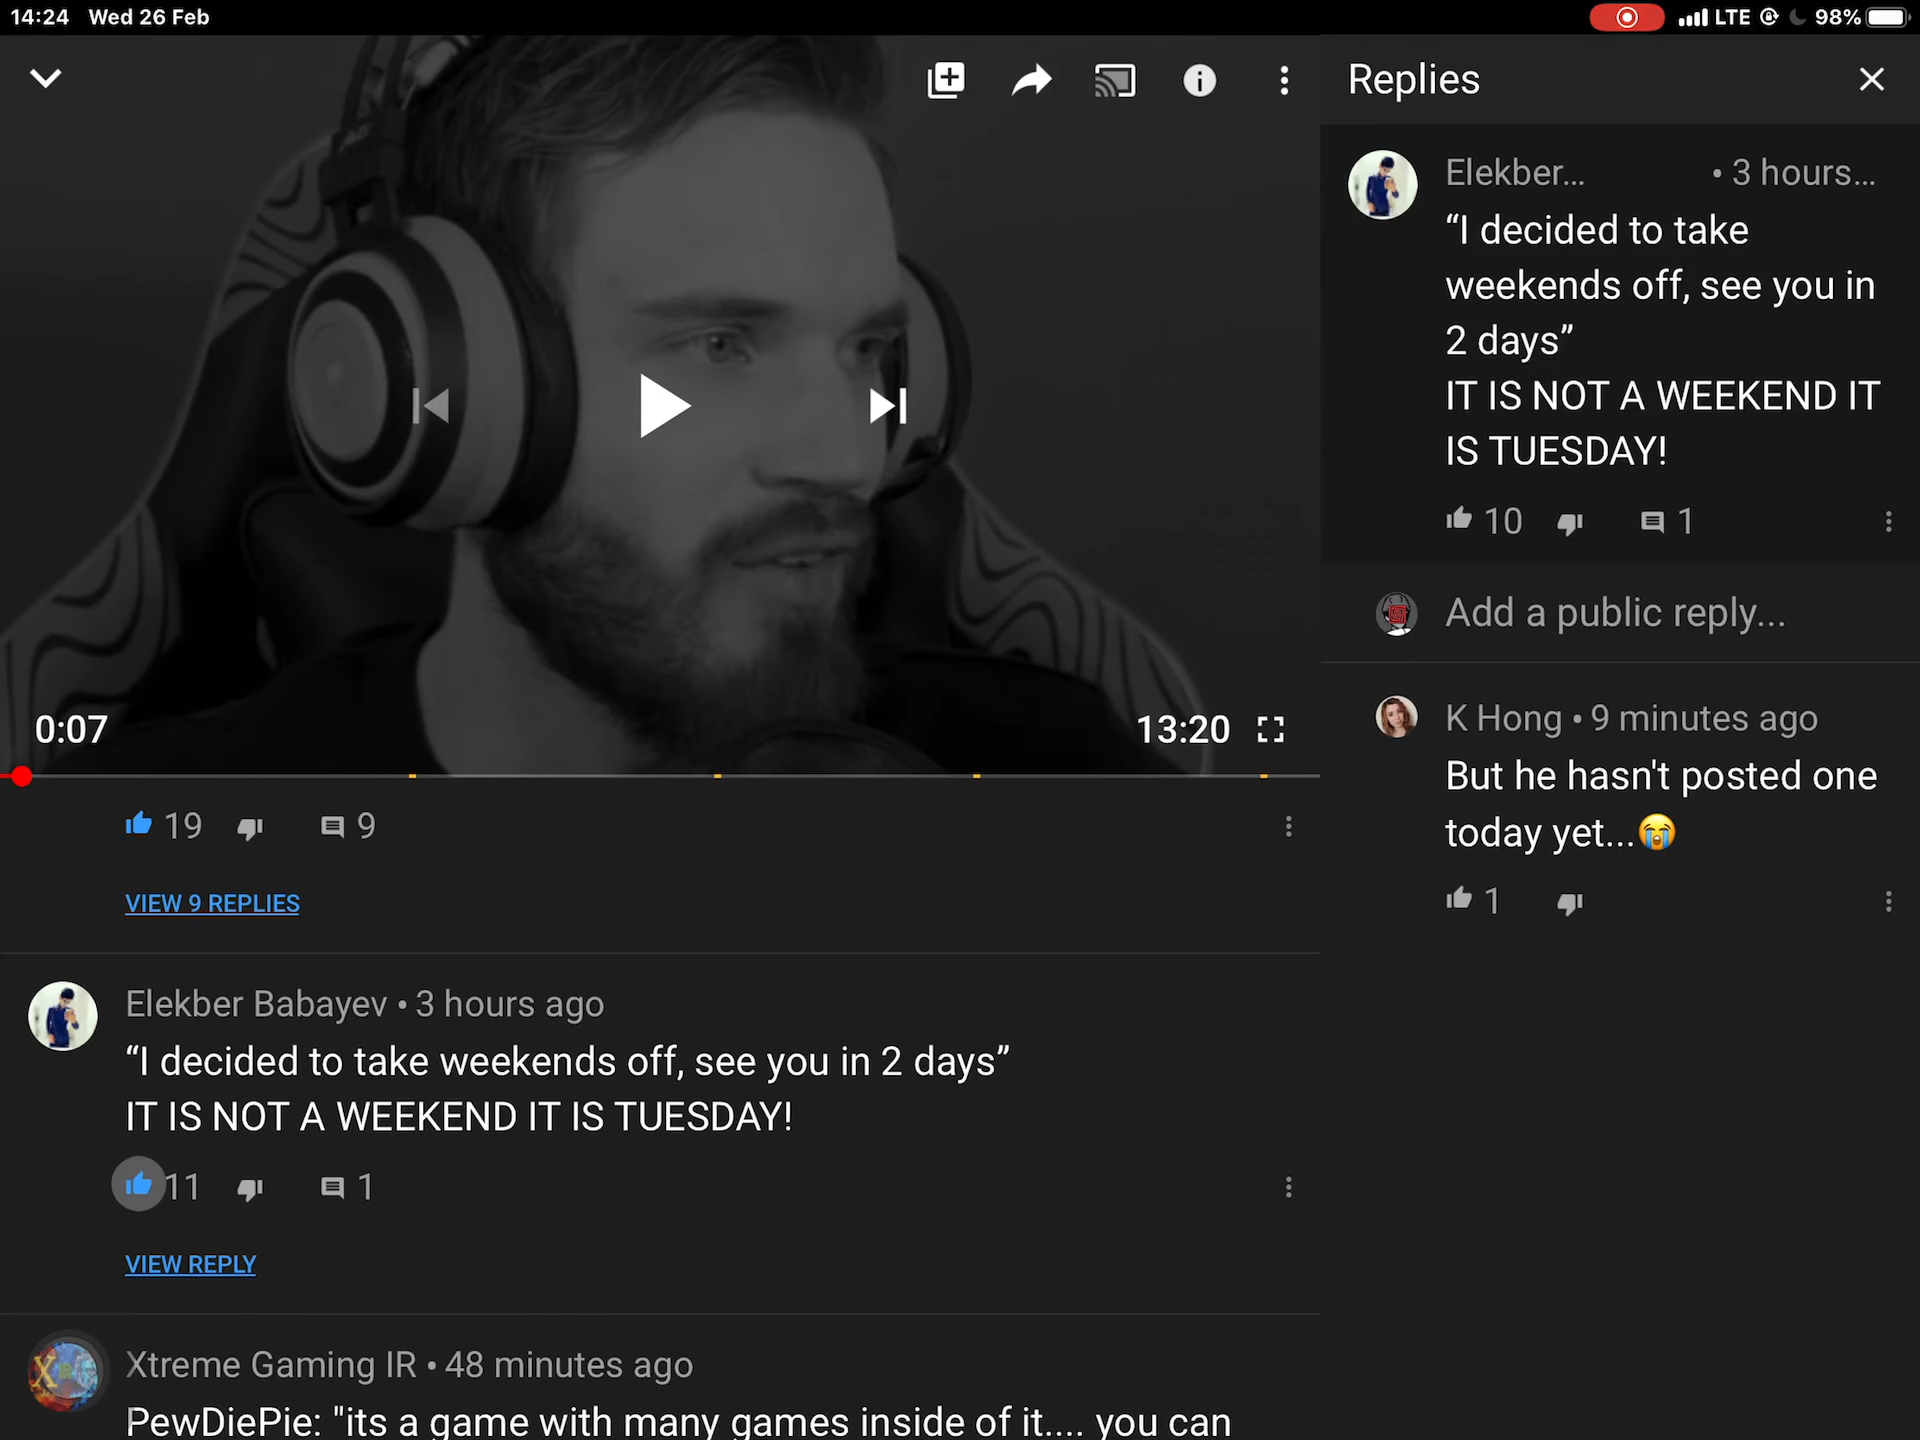 14:24 Wed 26 Feb
LTE 98%
0:07
13:20
19
9
VIEW 9 REPLIES
Elekber Babayev • 3 hours ago
“I decided to take weekends off, see you in 2 days”
IT IS NOT A WEEKEND IT IS TUESDAY!
11
1
VIEW REPLY
Xtreme Gaming IR • 48 minutes ago
PewDiePie: "its a game with many games inside of it.... you can
Replies
Elekber... • 3 hours...
“I decided to take
weekends off, see you in
2 days”
IT IS NOT A WEEKEND IT
IS TUESDAY!
10
1
Add a public reply...
K Hong • 9 minutes ago
But he hasn't posted one
today yet...😭
1